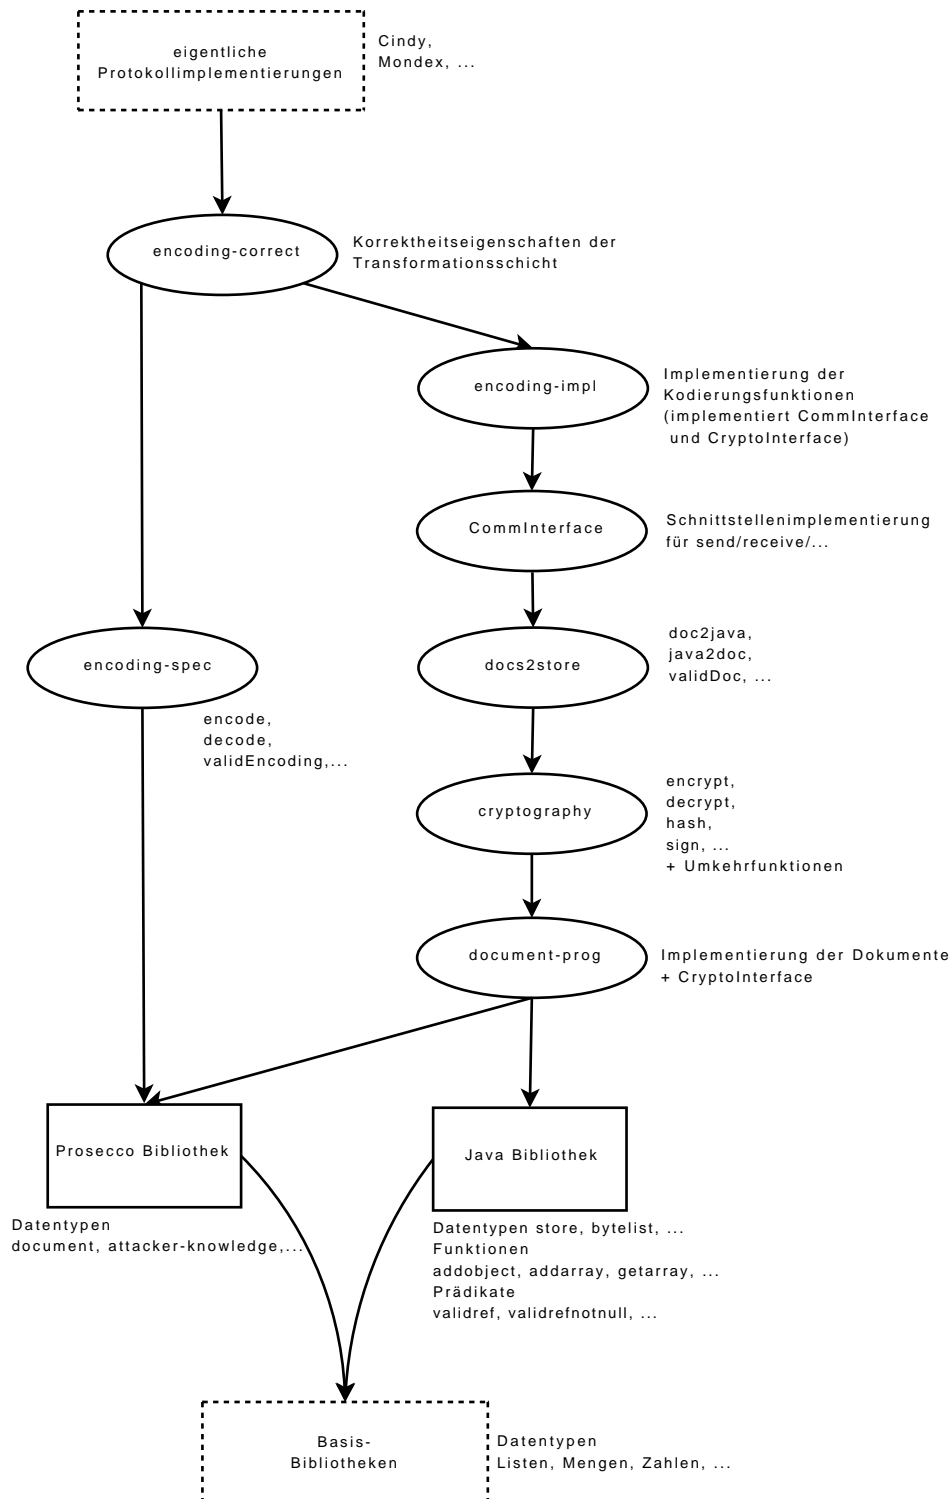 eigentliche
Protokollimplementierungen
Cindy,
Mondex, ...
encoding-correct
Korrektheitseigenschaften der
Transformationsschicht
encoding-impl
Implementierung der
Kodierungsfunktionen
(implementiert CommInterface
und CryptoInterface)
CommInterface
Schnittstellenimplementierung
für send/receive/...
encoding-spec
encode,
decode,
validEncoding,...
docs2store
doc2java,
java2doc,
validDoc, ...
cryptography
encrypt,
decrypt,
hash,
sign, ...
+ Umkehrfunktionen
document-prog
Implementierung der Dokumente
+ CryptoInterface
Prosecco Bibliothek
Datentypen
document, attacker-knowledge,...
Java Bibliothek
Datentypen store, bytelist, ...
Funktionen
addobject, addarray, getarray, ...
Prädikate
validref, validrefnotnull, ...
Basis-
Bibliotheken
Datentypen
Listen, Mengen, Zahlen, ...